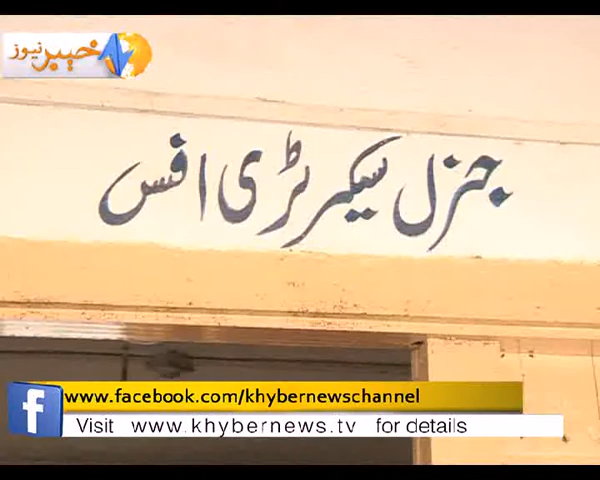 خیبر نیوز
جنرل سیکرٹری افس
www.facebook.com/khybernewschannel
f
Visit www.khybernews.tv for details